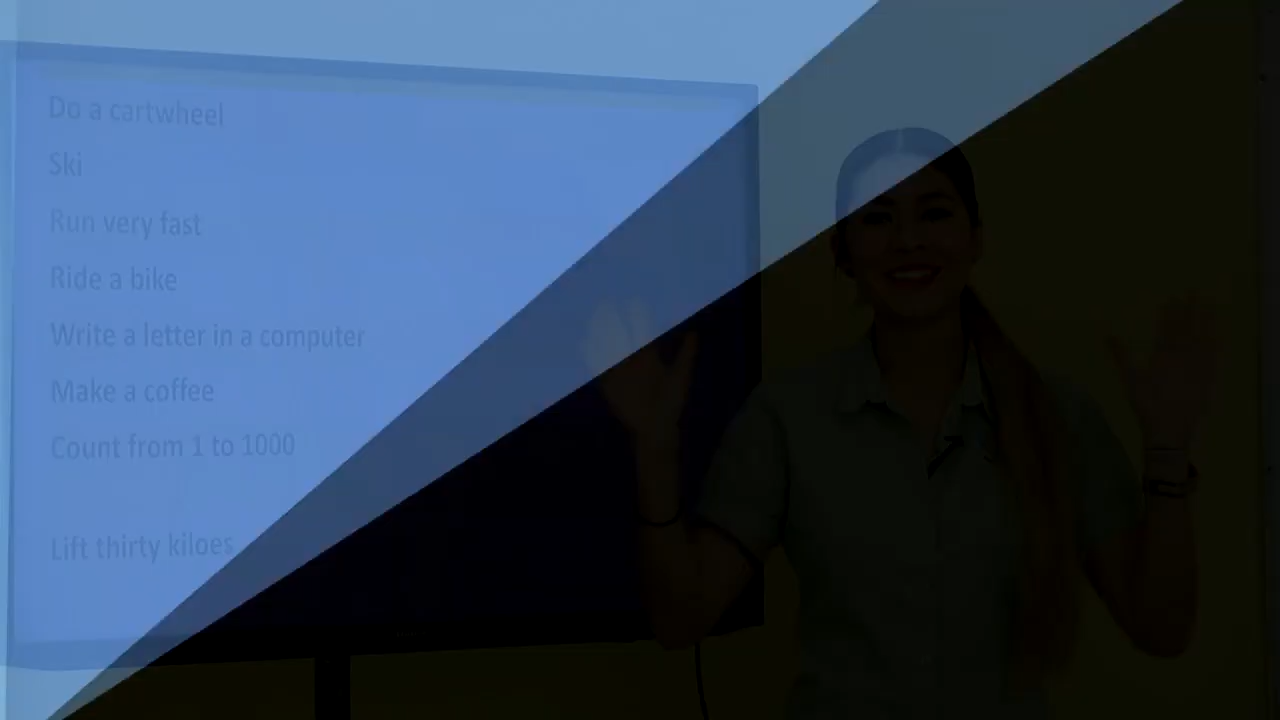 Do a cartwheel
Ski
Run very fast
Ride a bike
Write a letter in a computer
Make a coffee
Count from 1 to 1000
Lift thirty kiloes